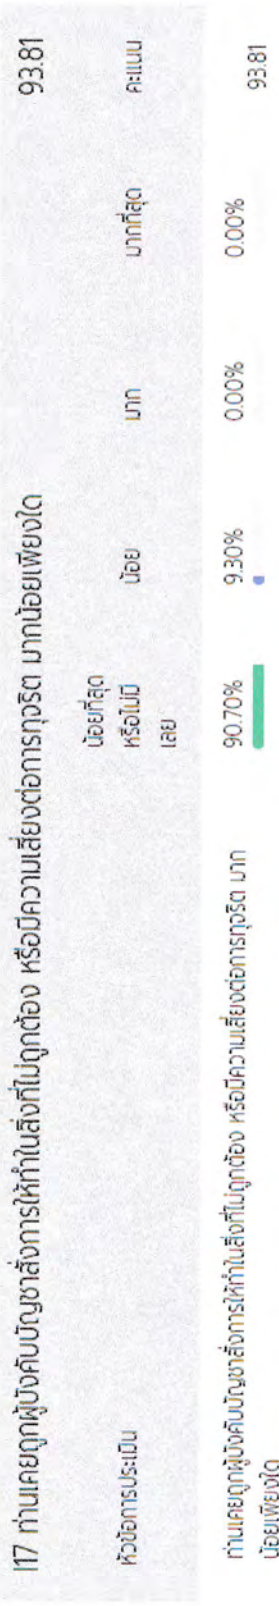 I17 ท่านเคยถูกผู้บังคับบัญชาสั่งการให้ทำในสิ่งที่ไม่ถูกต้อง หรือมีความเสี่ยงต่อการทุจริต มากน้อยเพียงใด 93.81
หัวข้อการประเมิน น้อยที่สุด น้อย มาก มากที่สุด คะแนน
หรือไม่มี
เลย
ท่านเคยถูกผู้บังคับบัญชาสั่งการให้ทำในสิ่งที่ไม่ถูกต้อง หรือมีความเสี่ยงต่อการทุจริต มาก 90.70% 9.30% 0.00% 0.00% 93.81
น้อยเพียงใด